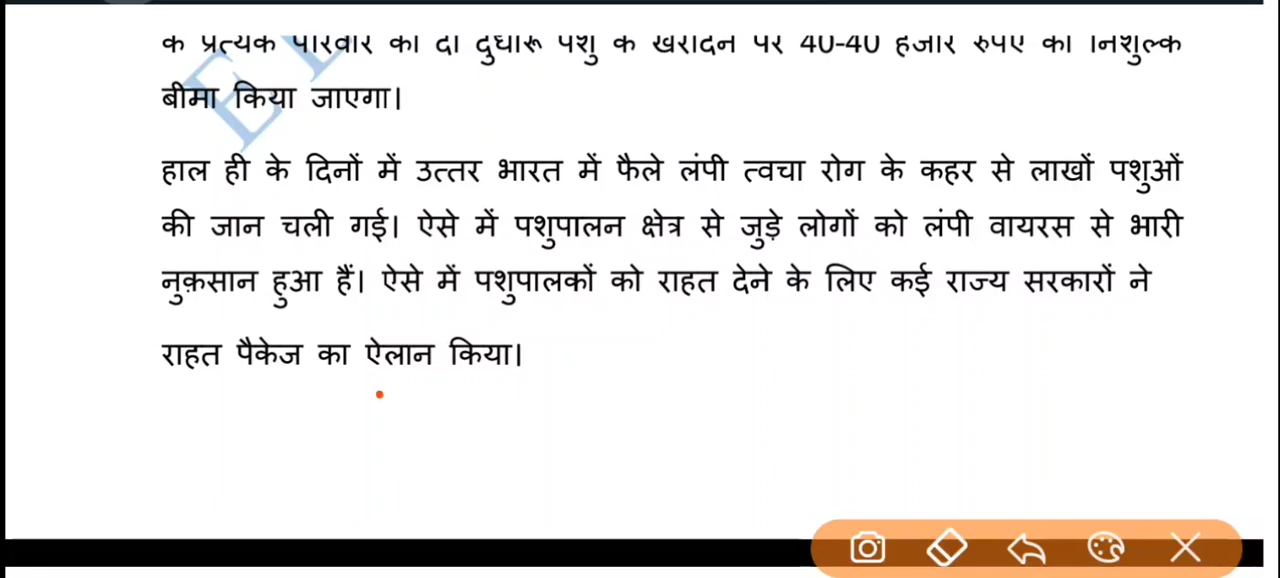 के प्रत्येक परिवार को दो दुधारू पशु के खरीदने पर 40-40 हजार रुपए का निशुल्क
बीमा किया जाएगा।
हाल ही के दिनों में उत्तर भारत में फैले लंपी त्वचा रोग के कहर से लाखों पशुओं
की जान चली गई। ऐसे में पशुपालन क्षेत्र से जुड़े लोगों को लंपी वायरस से भारी
नुक़सान हुआ हैं। ऐसे में पशुपालकों को राहत देने के लिए कई राज्य सरकारों ने
राहत पैकेज का ऐलान किया।